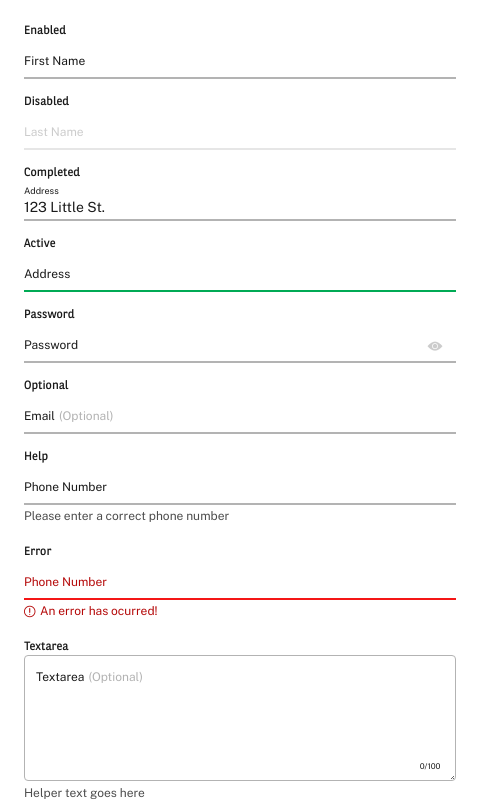 Enabled
First Name
Disabled
Last Name
Completed
Address
123 Little St.
Active
Address
Password
Password
Optional
Email (Optional)
Help
Phone Number
Please enter a correct phone number
Error
Phone Number
An error has ocurred!
Textarea
Textarea (Optional)
0/100
Helper text goes here